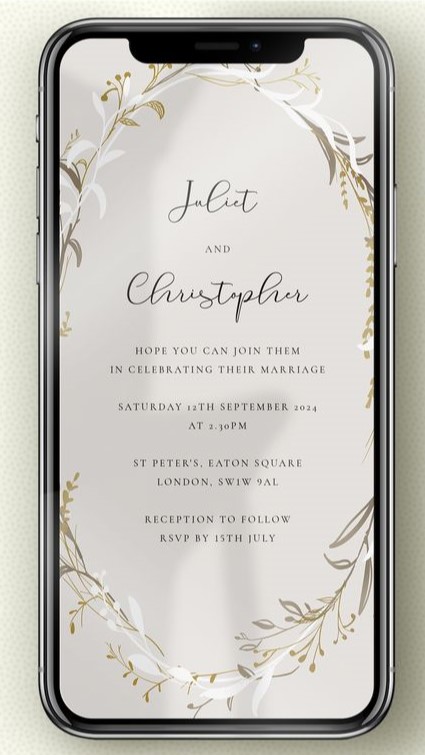 Juliet
AND
Christopher
HOPE YOU CAN JOIN THEM
IN CELEBRATING THEIR MARRIAGE
SATURDAY 12TH SEPTEMBER 2024
AT 2.30PM
ST PETER'S, EATON SQUARE
LONDON, SW1W 9AL
RECEPTION TO FOLLOW
RSVP BY 15TH JULY